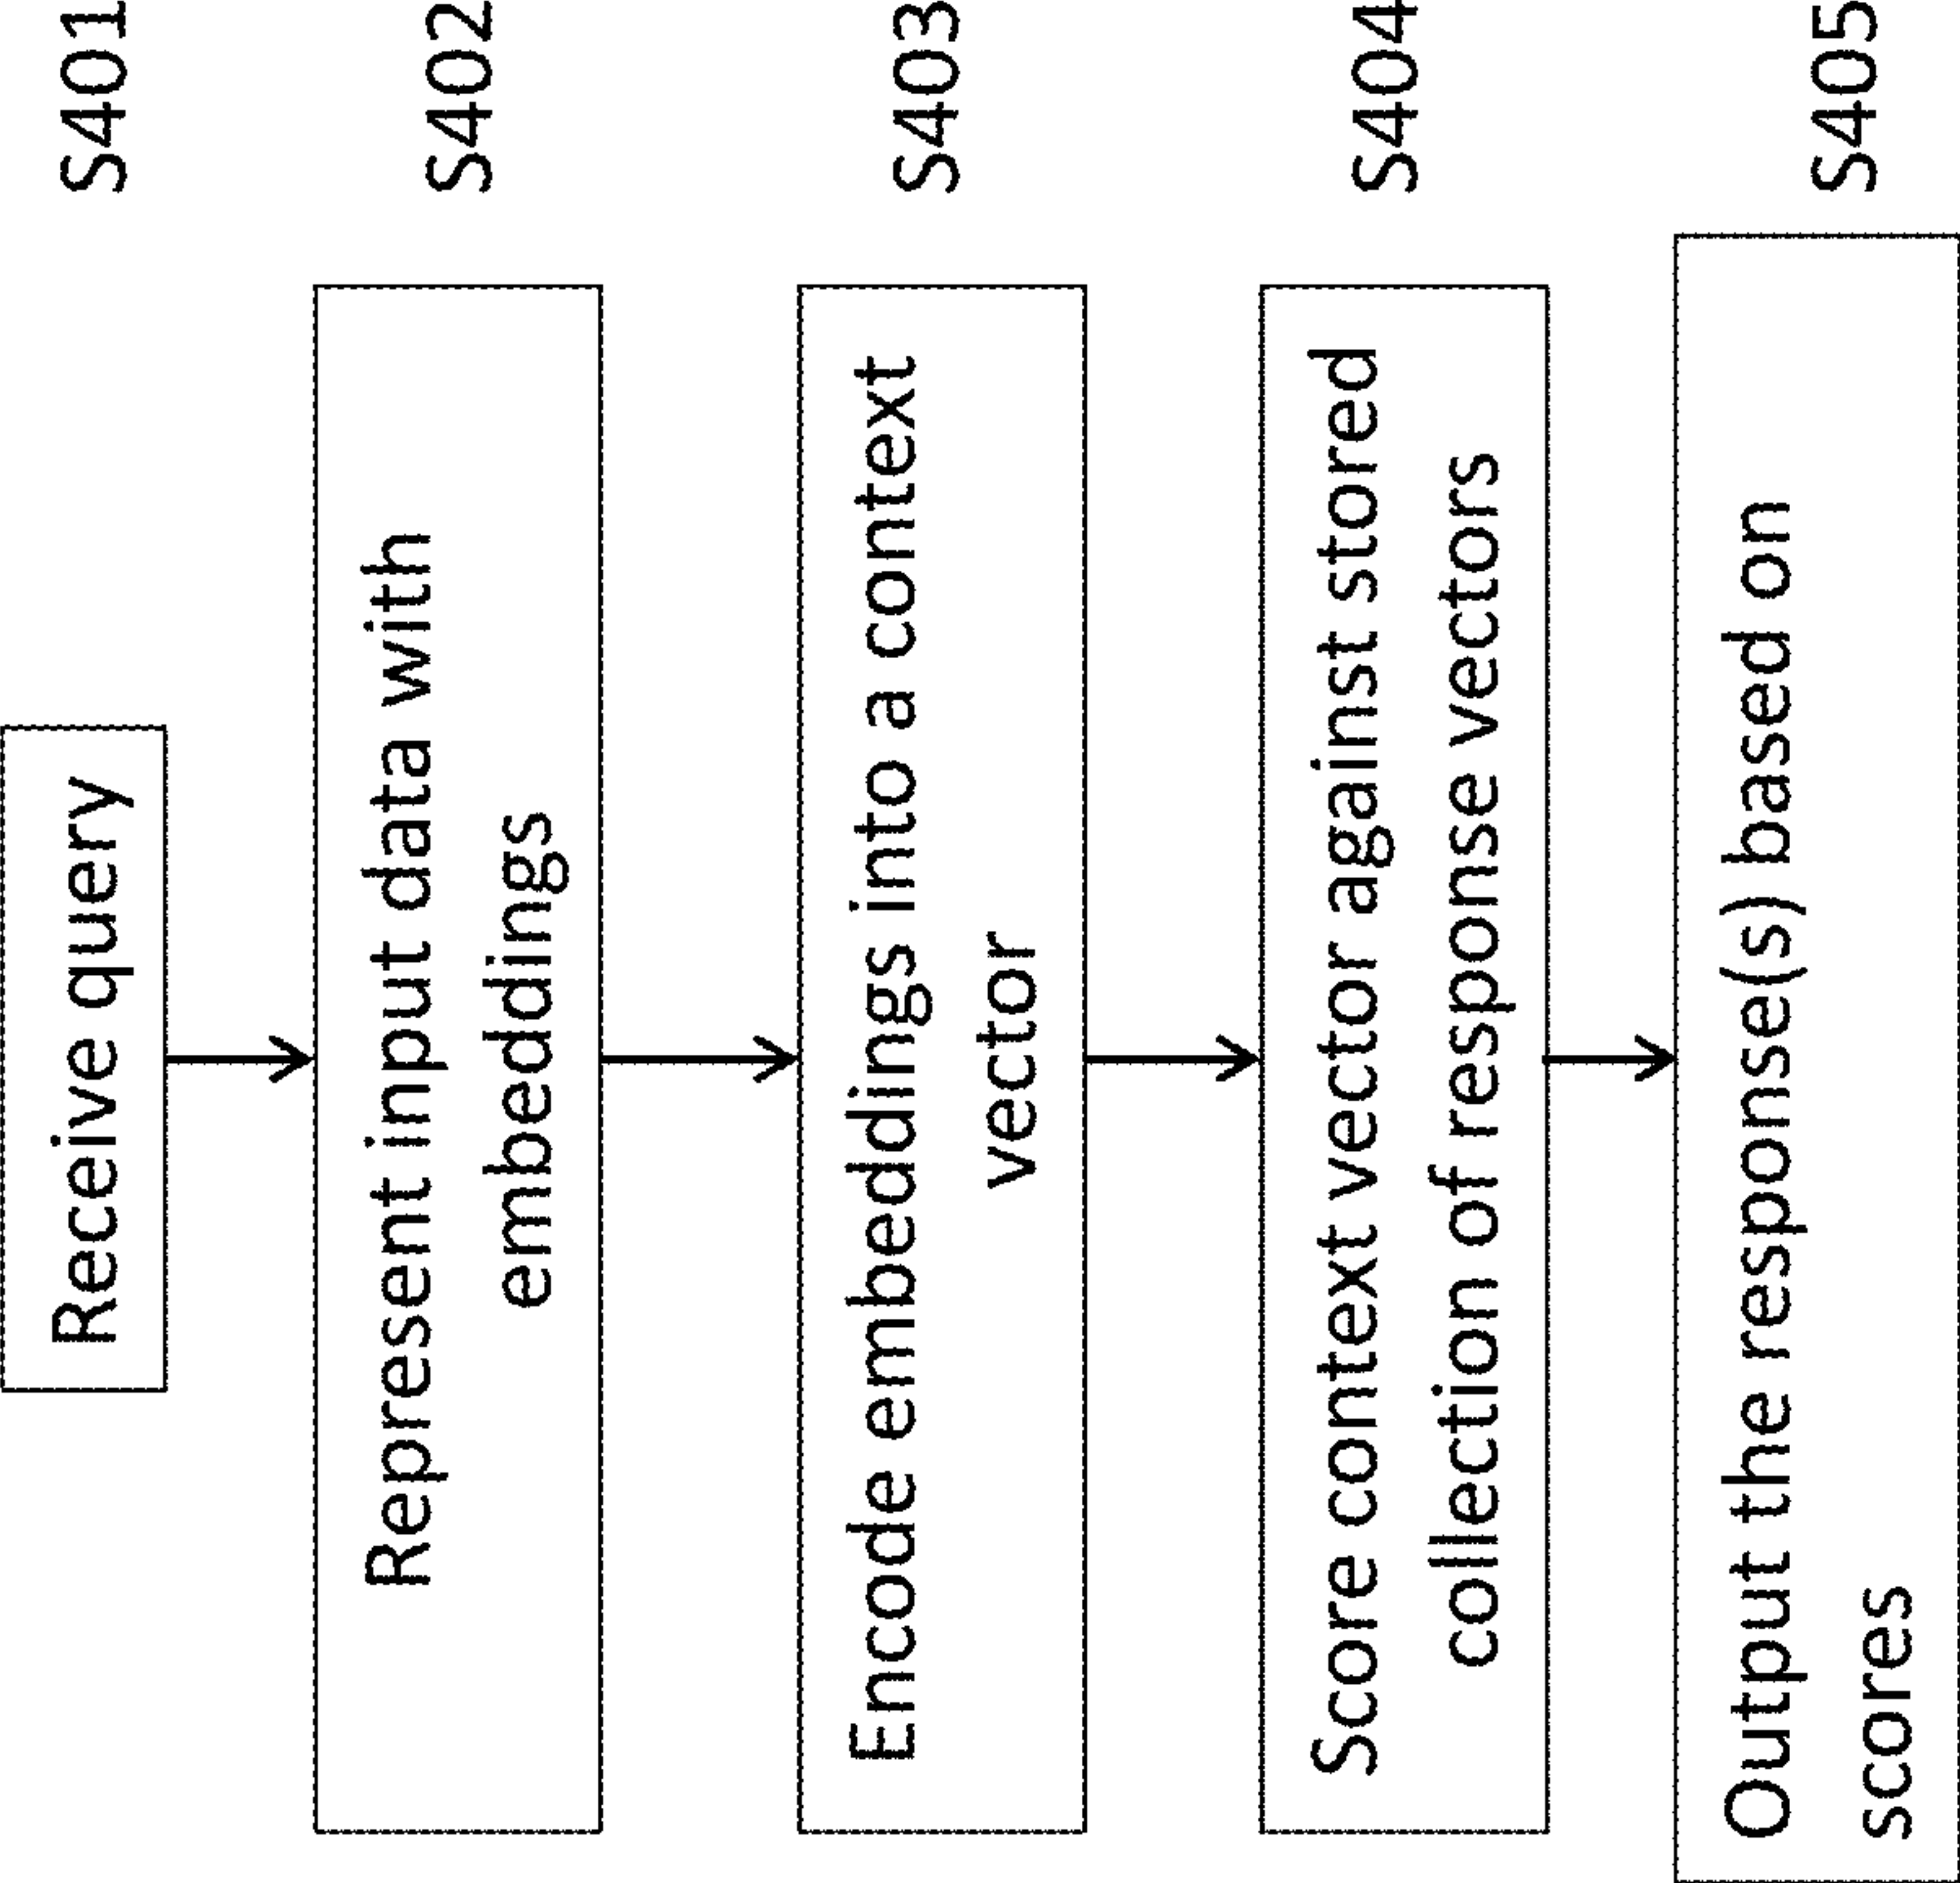 Receive query
S401
Represent input data with
embeddings
S402
Encode embeddings into a context
vector
S403
Score context vector against stored
collection of response vectors
S404
Output the response(s) based on
scores
S405